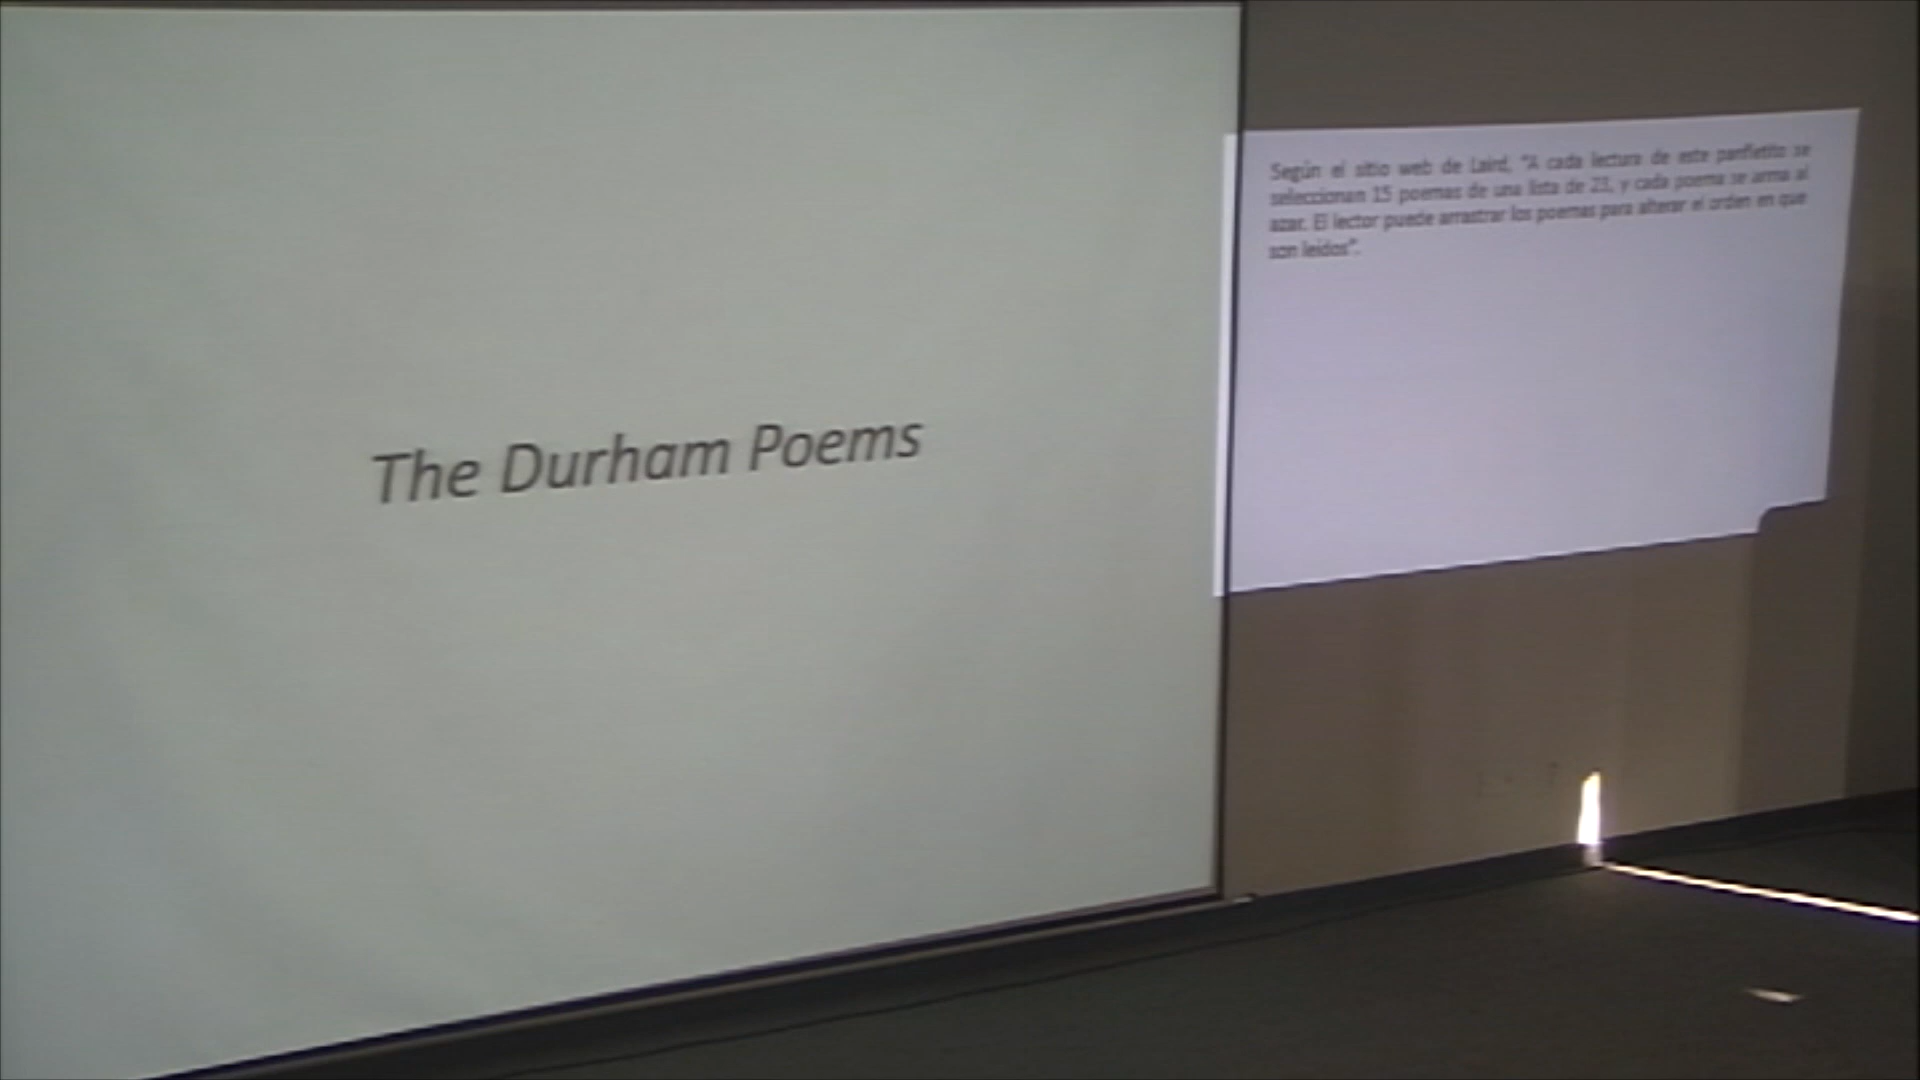 The Durham Poems
Según el sitio web de Laird, "A cada lectura de este panfletito se
seleccionan 15 poemas de una lista de 23, y cada poema se arma al
azar. El lector puede arrastrar los poemas para alterar el orden en que
son leídos".